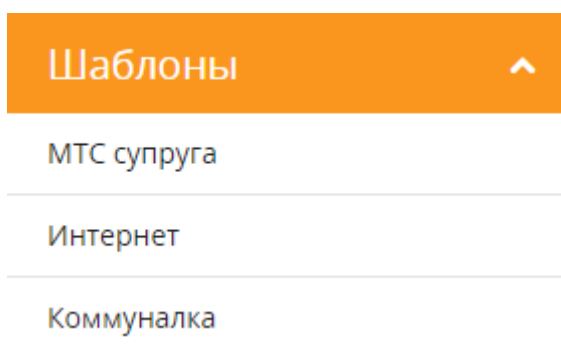 Шаблоны
МТС супруга
Интернет
Коммуналка